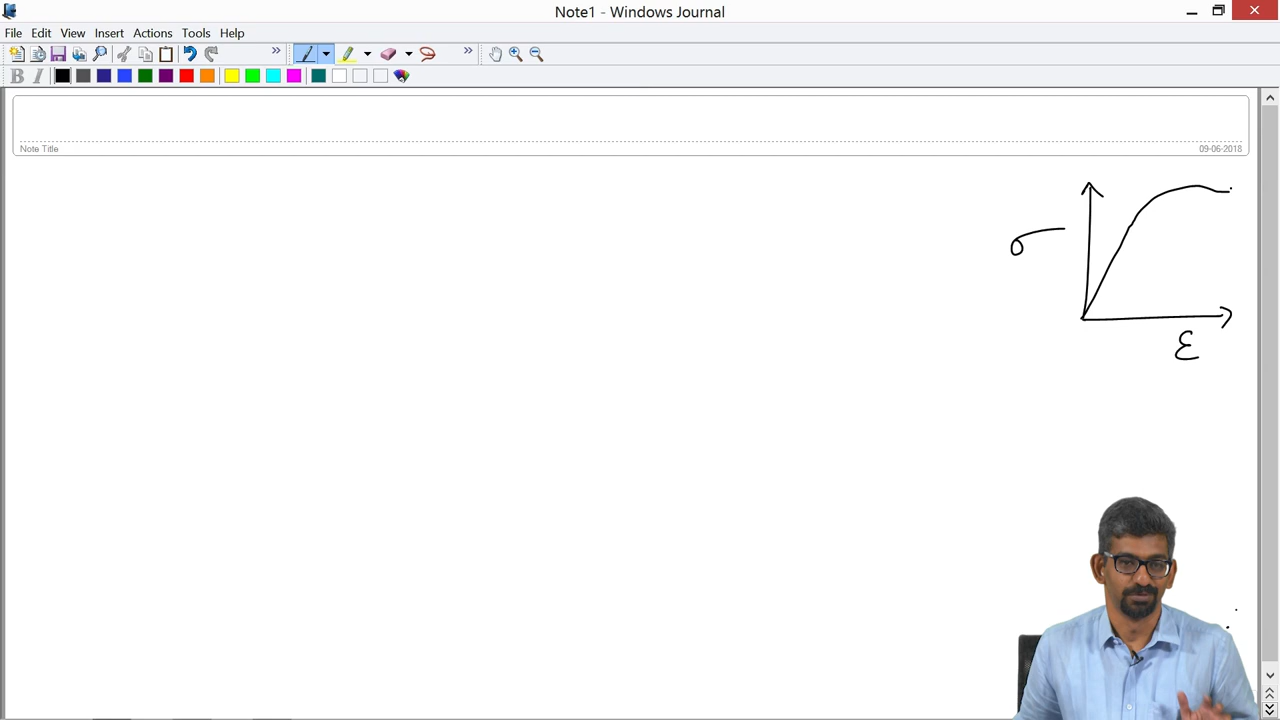 Note1 - Windows Journal
File Edit View Insert Actions Tools Help
B I
Note Title
09-06-2018
σ
ε